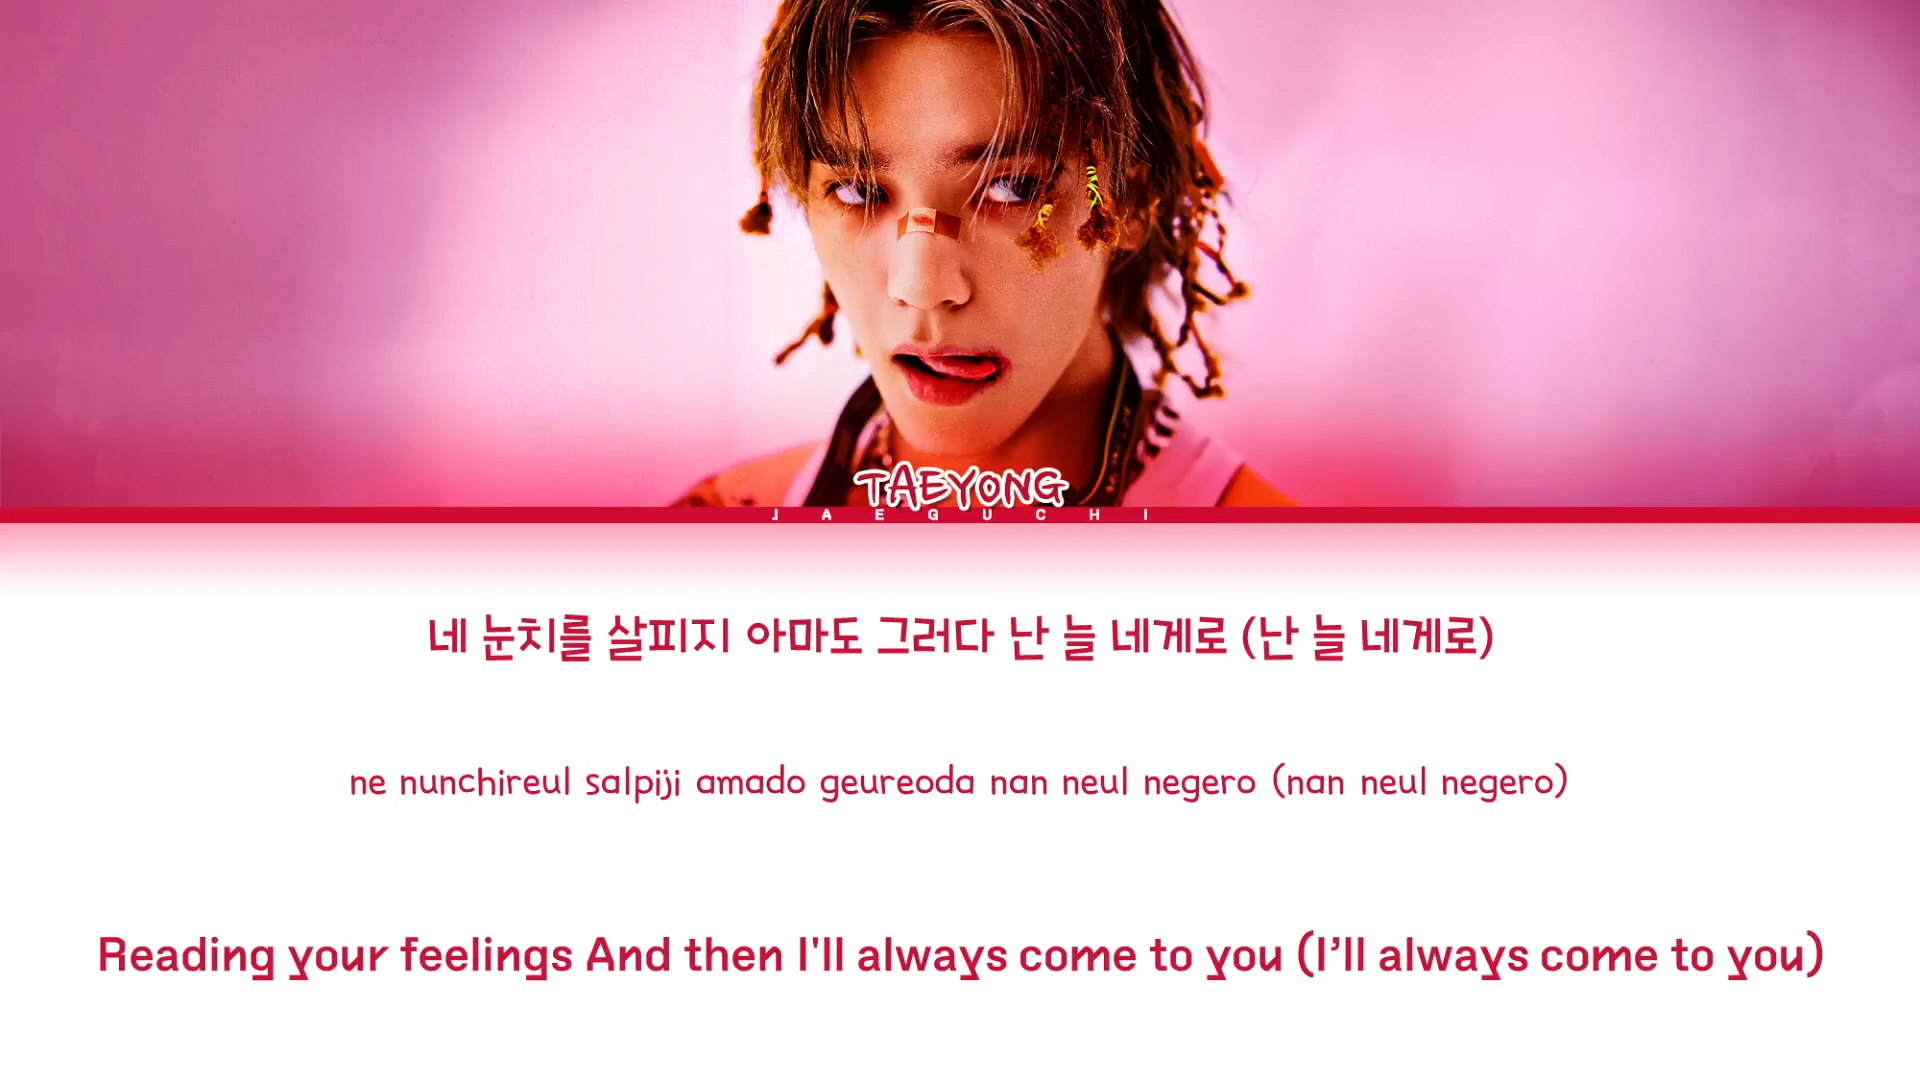 TAEYONG
JAEGUCHI
네 눈치를 살피지 아마도 그러다 난 늘 네게로 (난 늘 네게로)
ne nunchireul salpiji amado geureoda nan neul negero (nan neul negero)
Reading your feelings And then I'll always come to you (I’ll always come to you)